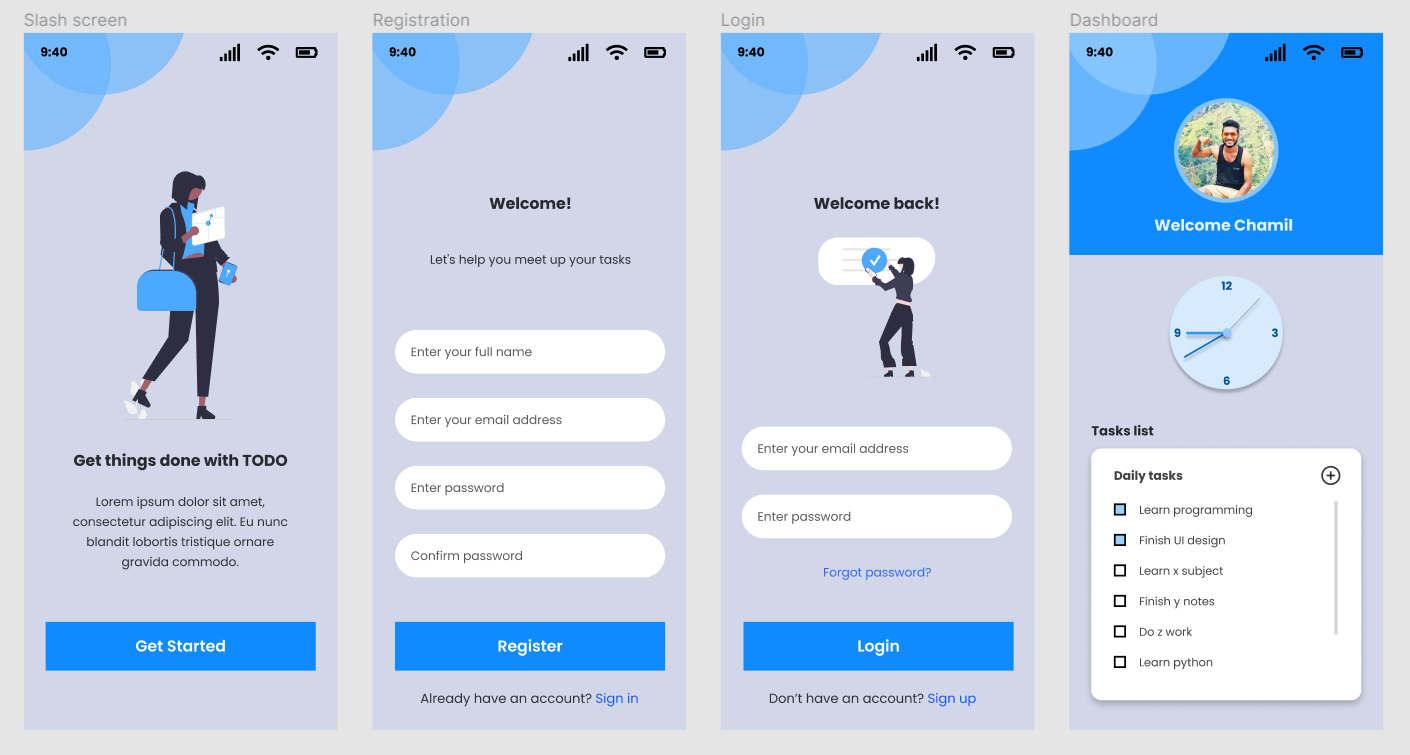 Slash screen
9:40
Get things done with TODO
Lorem ipsum dolor sit amet,
consectetur adipiscing elit. Eu nunc
blandit lobortis tristique ornare
gravida commodo.
Get Started
Registration
9:40
Welcome!
Let's help you meet up your tasks
Enter your full name
Enter your email address
Enter password
Confirm password
Register
Already have an account? Sign in
Login
9:40
Welcome back!
Enter your email address
Enter password
Forgot password?
Login
Don’t have an account? Sign up
Dashboard
9:40
Welcome Chamil
12
9
3
6
Tasks list
Daily tasks
Learn programming
Finish UI design
Learn x subject
Finish y notes
Do z work
Learn python